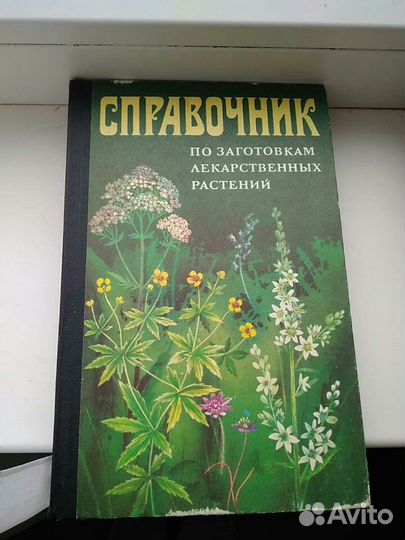 СПРАВОЧНИК
ПО ЗАГОТОВКАМ
ЛЕКАРСТВЕННЫХ
РАСТЕНИЙ
Avito